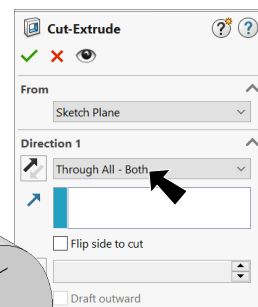 Cut-Extrude
From
Sketch Plane
Direction 1
Through All - Both
Flip side to cut
Draft outward